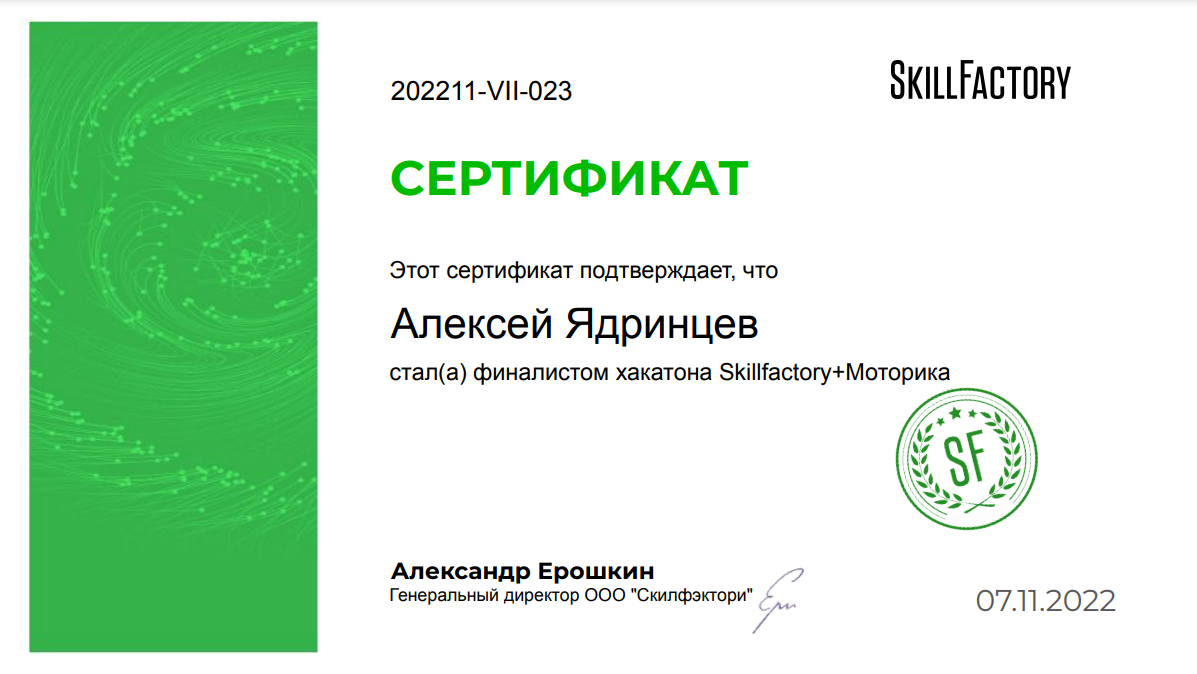 202211-VII-023
SKILLFACTORY
СЕРТИФИКАТ
Этот сертификат подтверждает, что
Алексей Ядринцев
стал(а) финалистом хакатона Skillfactory+Моторика
SF
Александр Ерошкин
Генеральный директор ООО "Скилфэктори"
07.11.2022